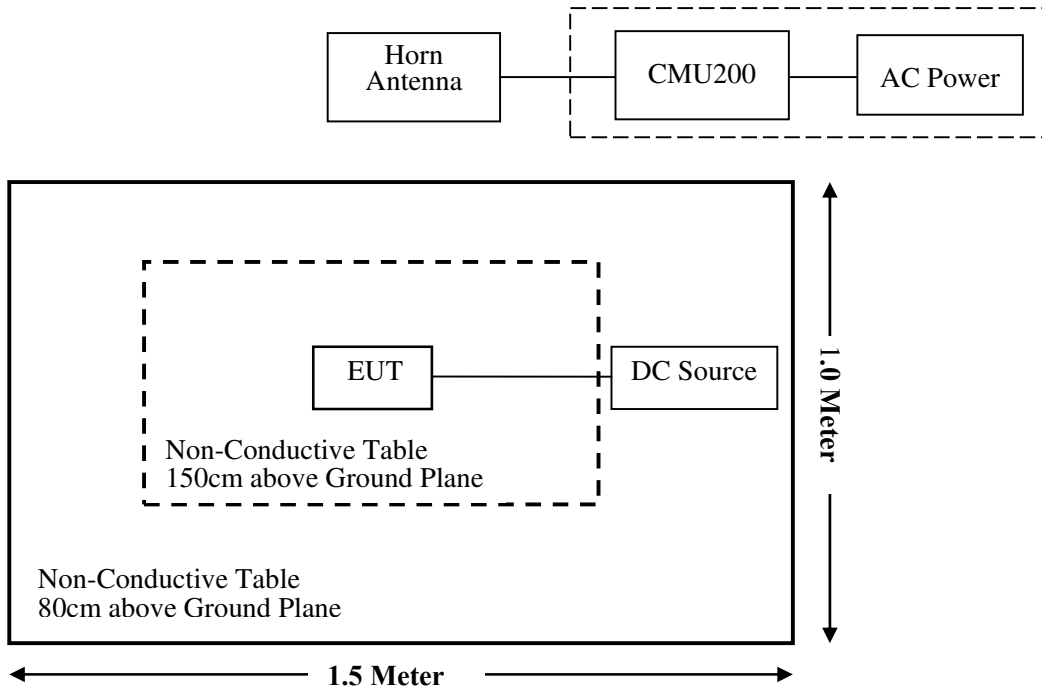 Horn
Antenna
CMU200
AC Power
EUT
DC Source
Non-Conductive Table
150cm above Ground Plane
1.0 Meter
Non-Conductive Table
80cm above Ground Plane
1.5 Meter